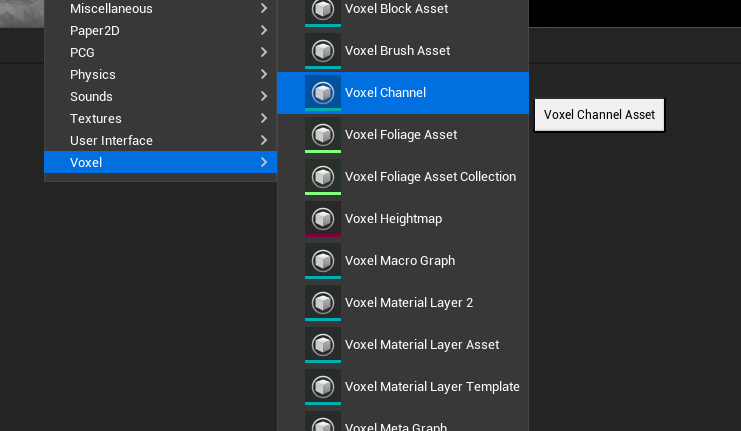 Miscellaneous
Paper2D
PCG
Physics
Sounds
Textures
User Interface
Voxel
Voxel Block Asset
Voxel Brush Asset
Voxel Channel
Voxel Foliage Asset
Voxel Foliage Asset Collection
Voxel Heightmap
Voxel Macro Graph
Voxel Material Layer 2
Voxel Material Layer Asset
Voxel Material Layer Template
Voxel Meta Graph
Voxel Channel Asset